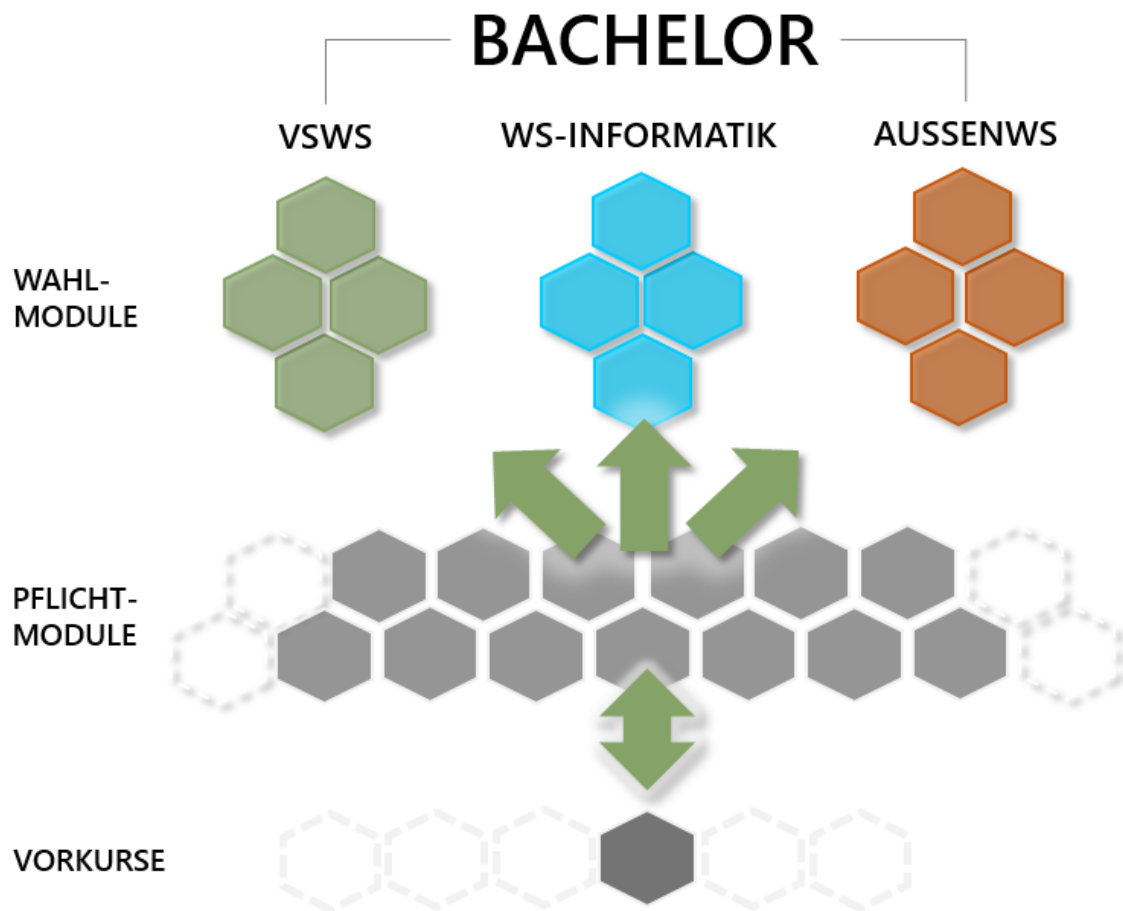 BACHELOR
VSWS
WS-INFORMATIK
AUSSENWS
WAHL-
MODULE
PFLICHT-
MODULE
VORKURSE